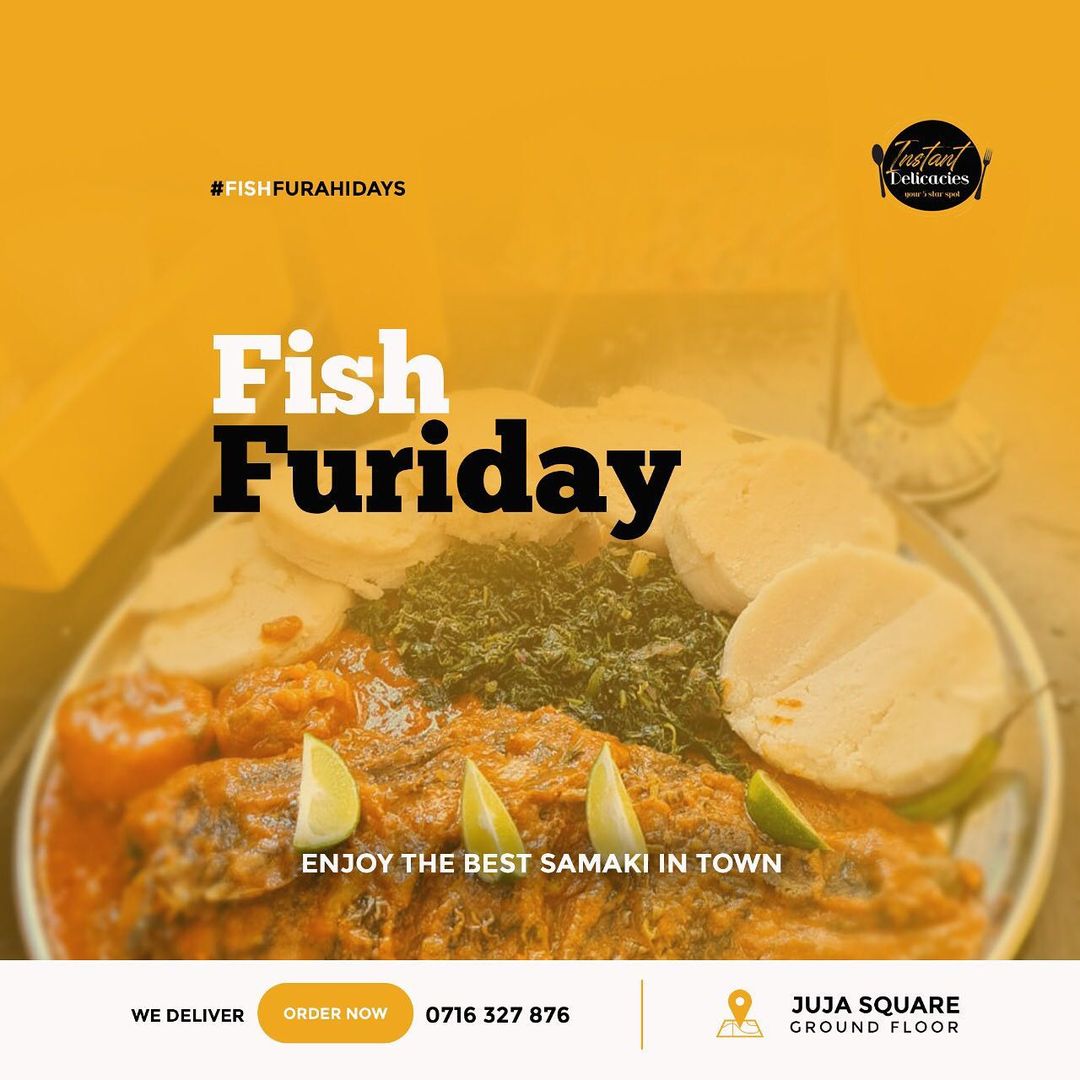 #FISHFURAHIDAYS
Instant
Delicacies
your 5 star spot
Fish
Furiday
ENJOY THE BEST SAMAKI IN TOWN
WE DELIVER
ORDER NOW
0716 327 876
JUJA SQUARE
GROUND FLOOR